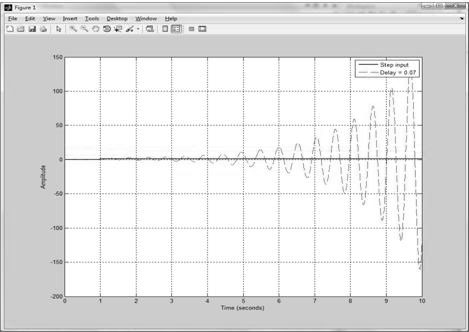 Figure 1
File Edit View Insert Tools Desktop Window Help
Step input
Delay = 0.07
150
100
50
0
-50
-100
-150
-200
Amplitude
0 1 2 3 4 5 6 7 8 9 10
Time (seconds)